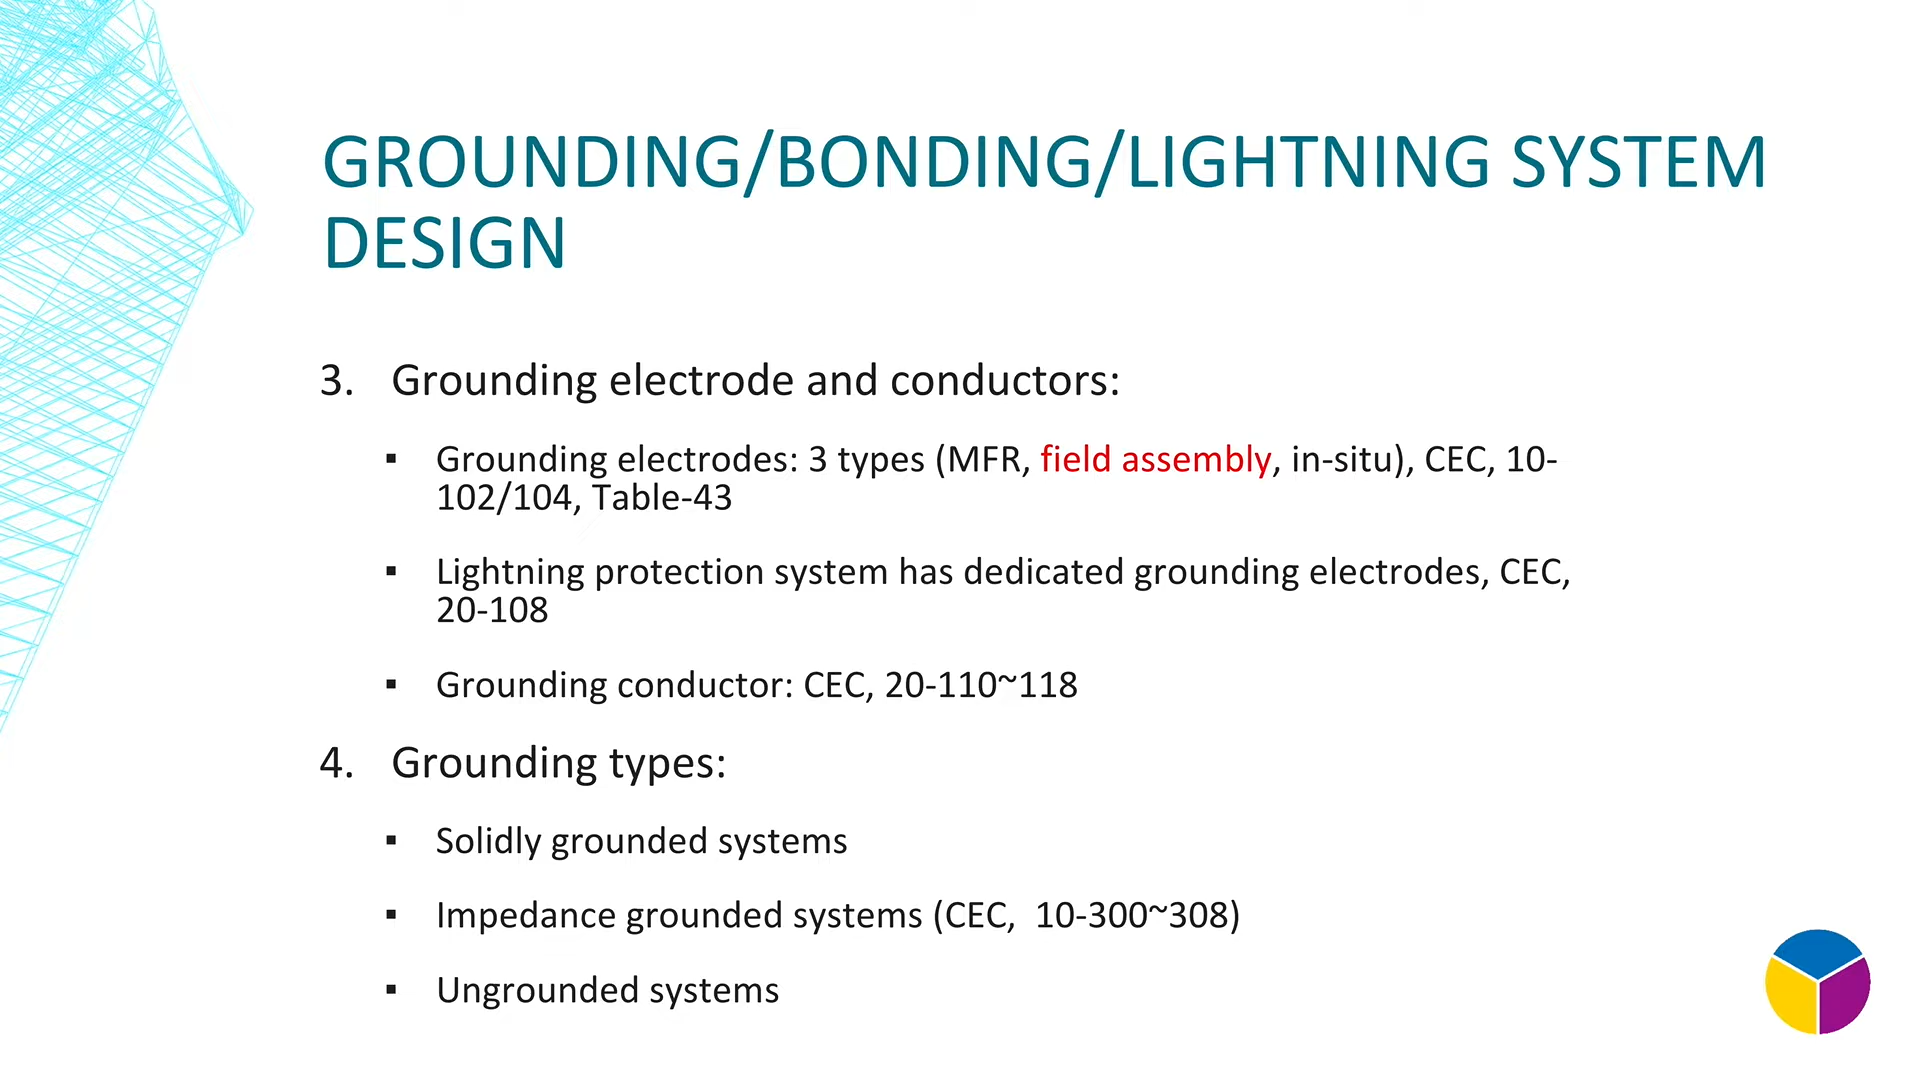 GROUNDING/BONDING/LIGHTNING SYSTEM
DESIGN
3. Grounding electrode and conductors:
▪ Grounding electrodes: 3 types (MFR, field assembly, in-situ), CEC, 10-
102/104, Table-43
▪ Lightning protection system has dedicated grounding electrodes, CEC,
20-108
▪ Grounding conductor: CEC, 20-110~118
4. Grounding types:
▪ Solidly grounded systems
▪ Impedance grounded systems (CEC,  10-300~308)
▪ Ungrounded systems